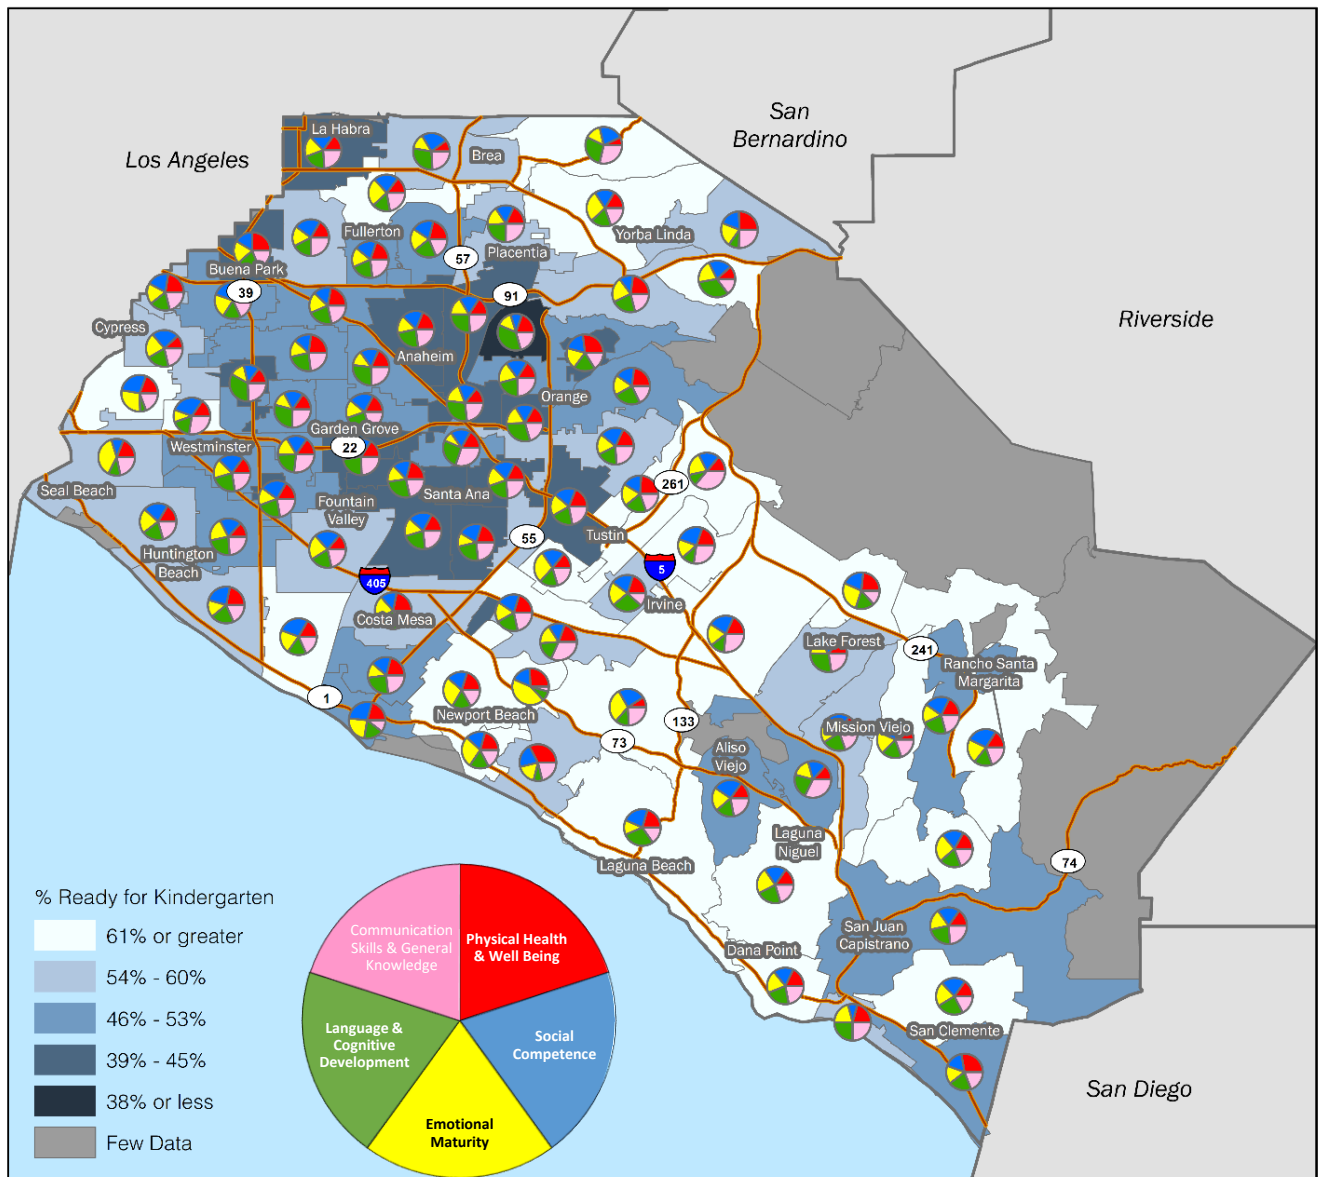 San
Bernardino
La Habra
Los Angeles
Brea
Fullerton
Yorba Linda
Placentia
57
Buena Park
39
91
Cypress
Riverside
Anaheim
Orange
Garden Grove
Westminster
22
261
Seal Beach
Santa Ana
Fountain
Valley
Tustin
55
Huntington
Beach
5
405
Irvine
Costa Mesa
Lake Forest
241
Rancho Santa
Margarita
1
Newport Beach
133
Mission Viejo
73
Aliso
Viejo
Laguna
Niguel
Laguna Beach
74
San Juan
Capistrano
Dana Point
San Clemente
San Diego
% Ready for Kindergarten
61% or greater
54% - 60%
46% - 53%
39% - 45%
38% or less
Few Data
Communication
Skills & General
Knowledge
Physical Health
& Well Being
Language &
Cognitive
Development
Social
Competence
Emotional
Maturity